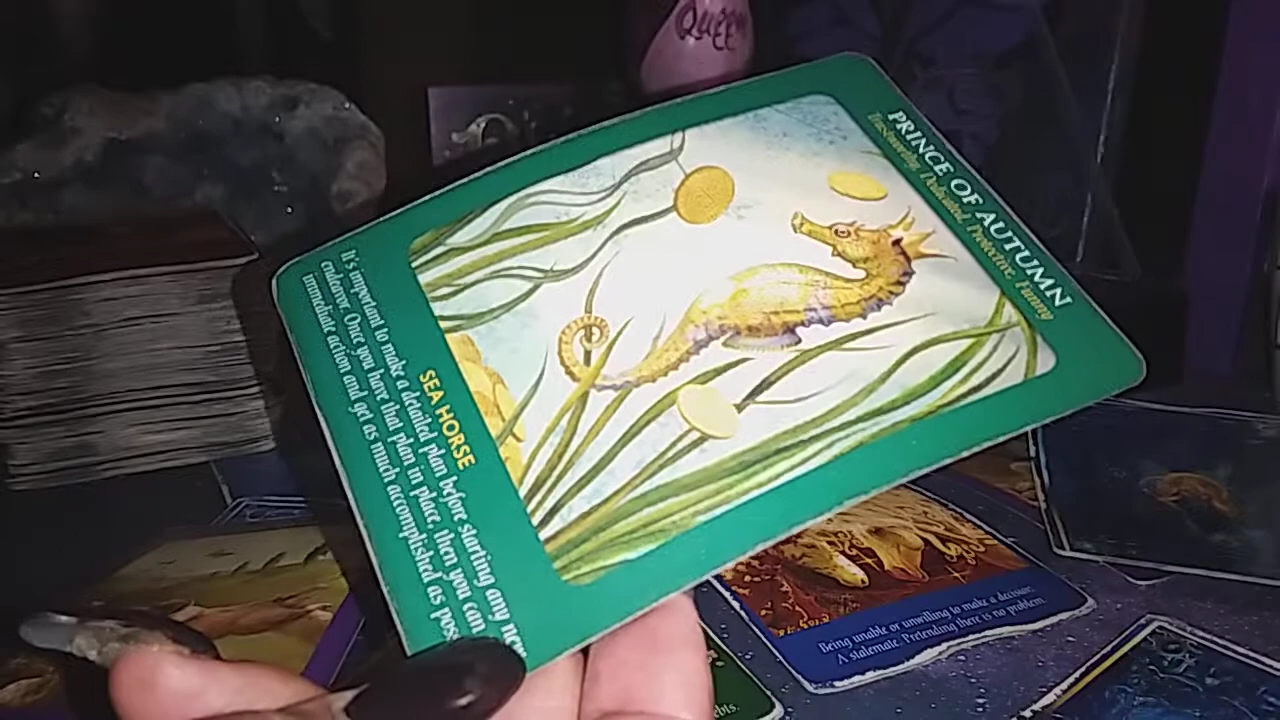 Queen
PRINCE OF AUTUMN
Trustworthy, Dedicated, Protective, Funny
SEA HORSE
It's important to make a detailed plan before starting any new
endeavor. Once you have that plan in place, then you can
immediate action and get as much accomplished as
Being unable or unwilling to make a decision.
A stalemate. Pretending there is no problem.